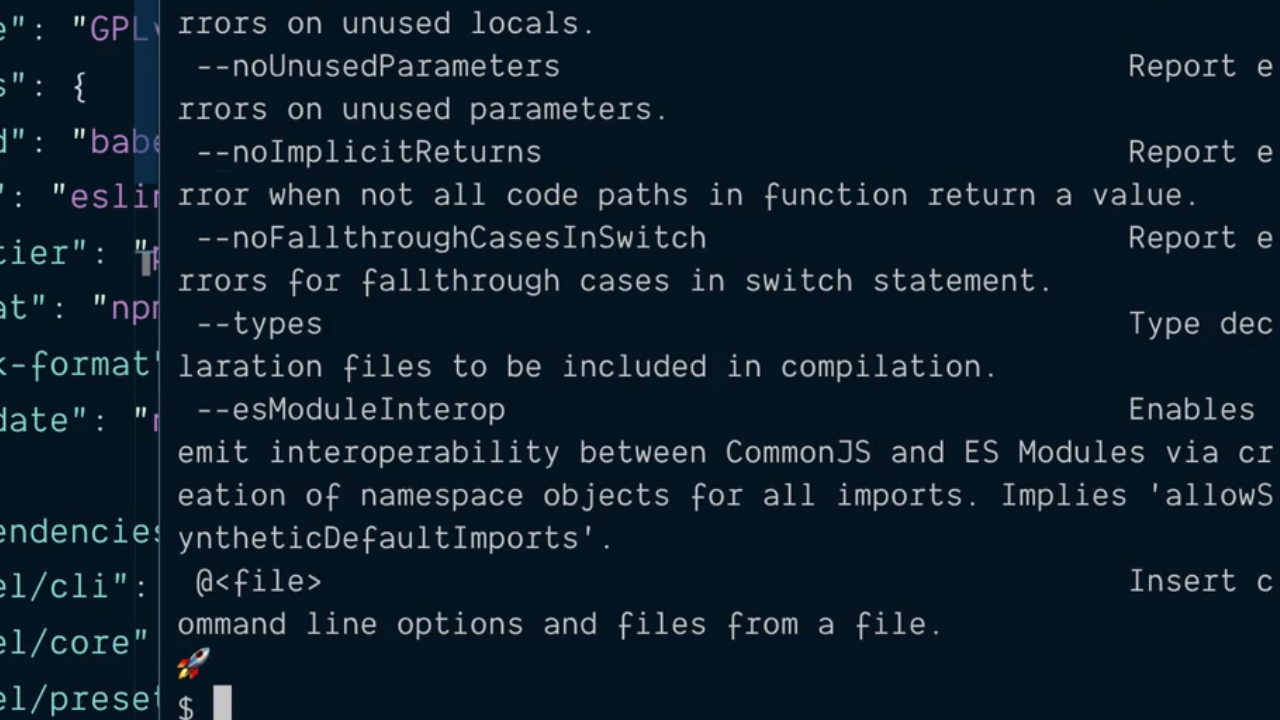 e": "GPL
s": {
d": "babe
": "eslin
tier": "
at": "npm
k-format"
date": "
endencies
el/cli":
el/core"
el/preset
rrors on unused locals.
--noUnusedParameters Report e
rrors on unused parameters.
--noImplicitReturns Report e
rror when not all code paths in function return a value.
--noFallthroughCasesInSwitch Report e
rrors for fallthrough cases in switch statement.
--types Type dec
laration files to be included in compilation.
--esModuleInterop Enables
emit interoperability between CommonJS and ES Modules via cr
eation of namespace objects for all imports. Implies 'allowS
yntheticDefaultImports'.
@<file> Insert c
ommand line options and files from a file.
$